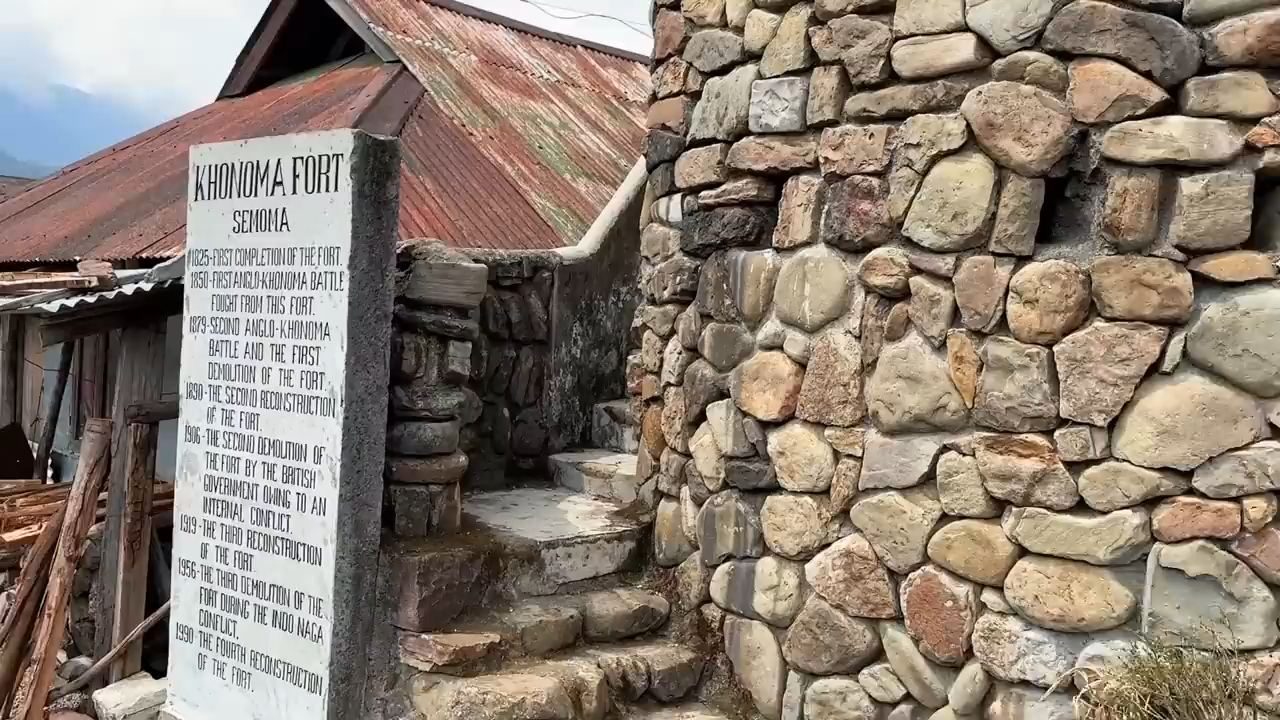 KHONOMA FORT
SEMOMA
1825-FIRST COMPLETION OF THE FORT.
1850-FIRST ANGLO-KHONOMA BATTLE
FOUGHT FROM THIS FORT.
1879-SECOND ANGLO-KHONOMA
BATTLE AND THE FIRST
DEMOLITION OF THE FORT.
1890-THE SECOND RECONSTRUCTION
OF THE FORT.
1906-THE SECOND DEMOLITION OF
THE FORT BY THE BRITISH
GOVERNMENT OWING TO AN
INTERNAL CONFLICT.
1919-THE THIRD RECONSTRUCTION
OF THE FORT.
1956-THE THIRD DEMOLITION OF THE
FORT DURING THE INDO NAGA
CONFLICT.
1990-THE FOURTH RECONSTRUCTION
OF THE FORT.